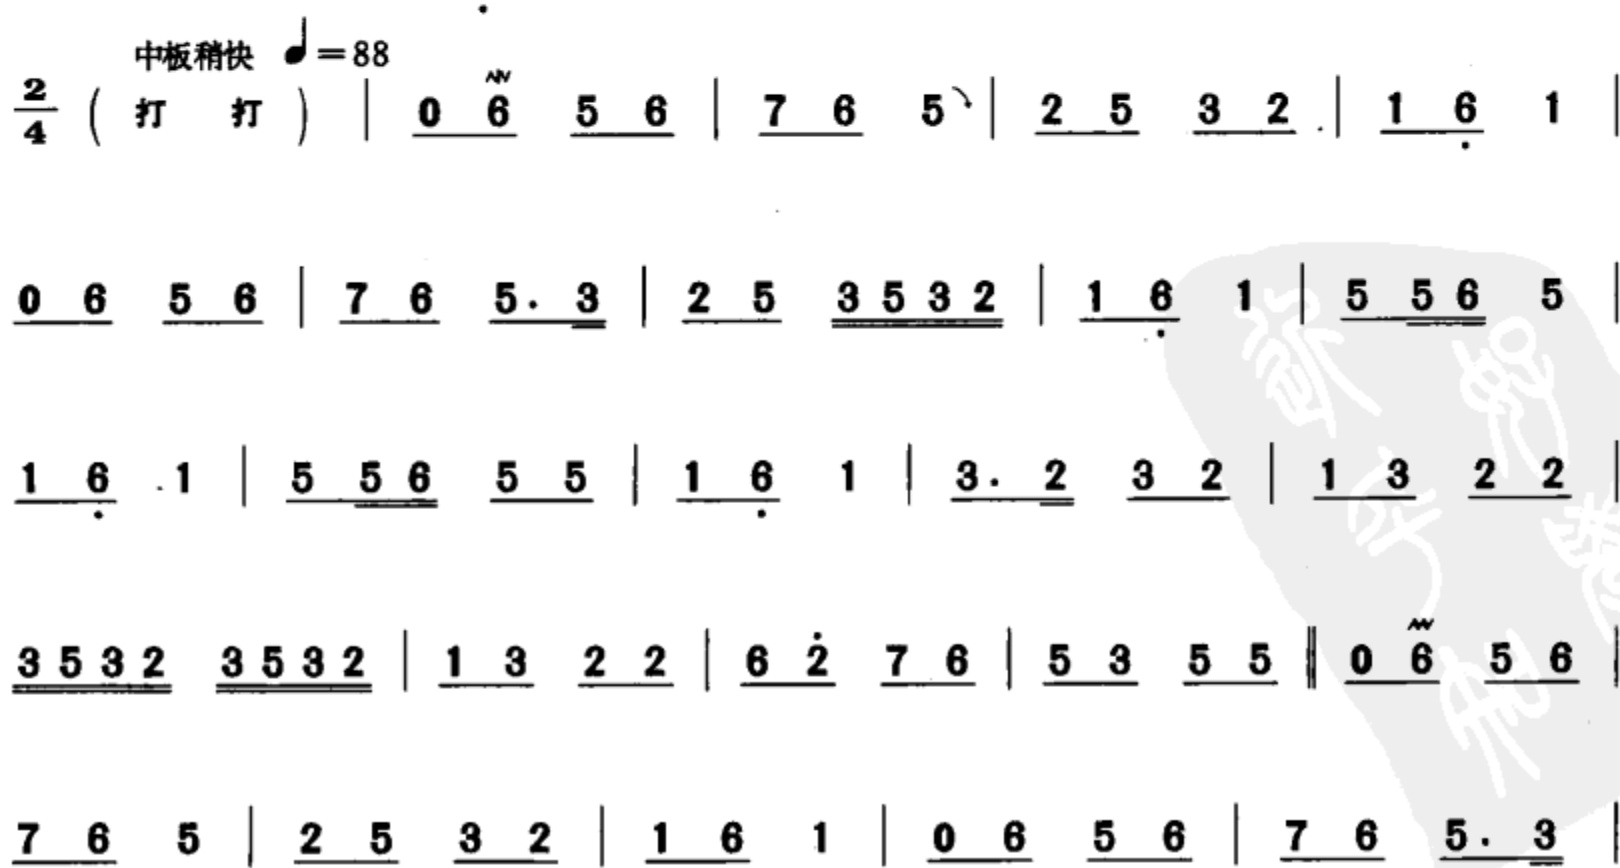 中板稍快 ♩=88
2/4 ( 打 打 ) | 0 6 5 6 | 7 6 5 | 2 5 3 2 | 1 6̣ 1 |
0 6 5 6 | 7 6 5. 3 | 2 5 3 5 3 2 | 1 6̣ 1 | 5 5 6 5 |
1 6̣ 1 | 5 5 6 5 5 | 1 6̣ 1 | 3. 2 3 2 | 1 3 2 2 |
3 5 3 2 3 5 3 2 | 1 3 2 2 | 6 2̇ 7 6 | 5 3 5 5 ‖ 0 6 5 6 |
7 6 5 | 2 5 3 2 | 1 6 1 | 0 6 5 6 | 7 6 5. 3 |